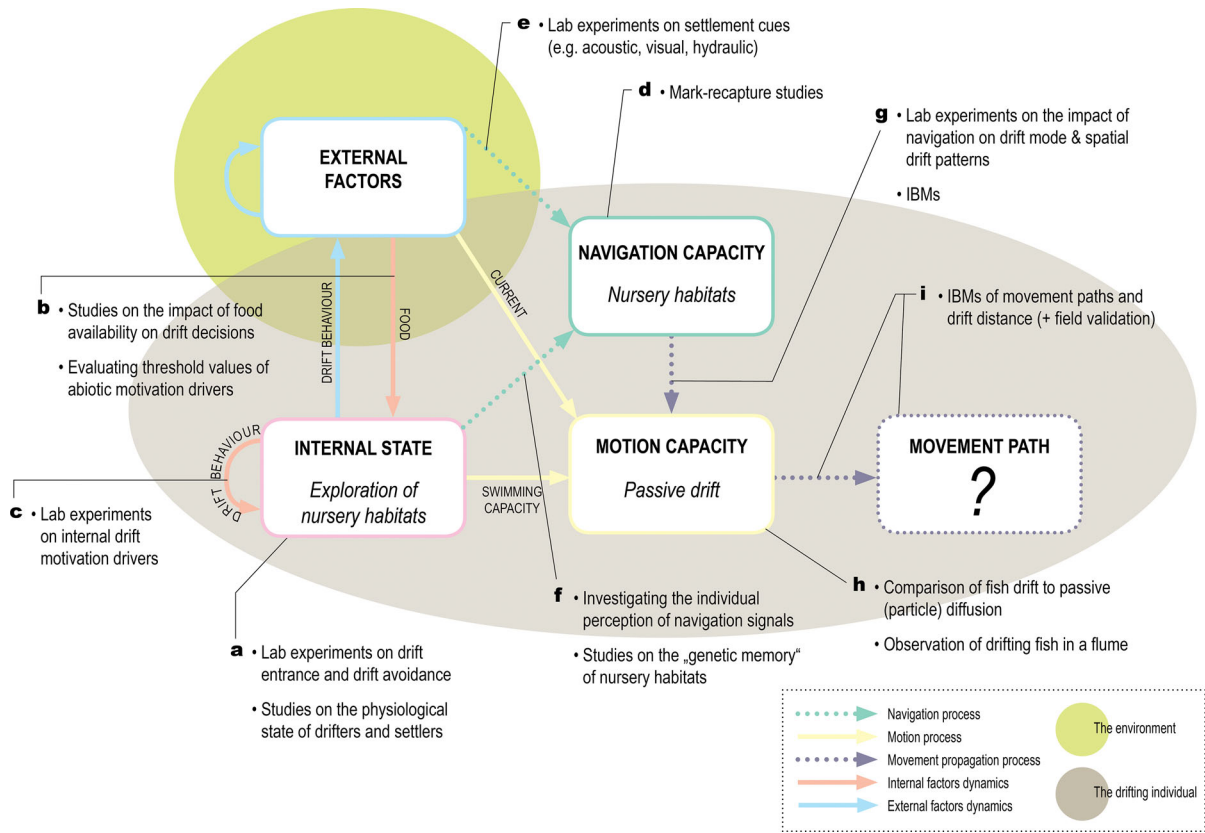 e • Lab experiments on settlement cues
(e.g. acoustic, visual, hydraulic)
d • Mark-recapture studies
g • Lab experiments on the impact of
navigation on drift mode & spatial
drift patterns
• IBMs
EXTERNAL
FACTORS
NAVIGATION CAPACITY
Nursery habitats
CURRENT
b • Studies on the impact of food
availability on drift decisions
• Evaluating threshold values of
abiotic motivation drivers
DRIFT BEHAVIOUR
FOOD
i • IBMs of movement paths and
drift distance (+ field validation)
DRIFT BEHAVIOUR
INTERNAL STATE
Exploration of
nursery habitats
SWIMMING
CAPACITY
MOTION CAPACITY
Passive drift
MOVEMENT PATH
?
c • Lab experiments
on internal drift
motivation drivers
a • Lab experiments on drift
entrance and drift avoidance
• Studies on the physiological
state of drifters and settlers
f • Investigating the individual
perception of navigation signals
• Studies on the „genetic memory“
of nursery habitats
h • Comparison of fish drift to passive
(particle) diffusion
• Observation of drifting fish in a flume
Navigation process
Motion process
Movement propagation process
Internal factors dynamics
External factors dynamics
The environment
The drifting individual